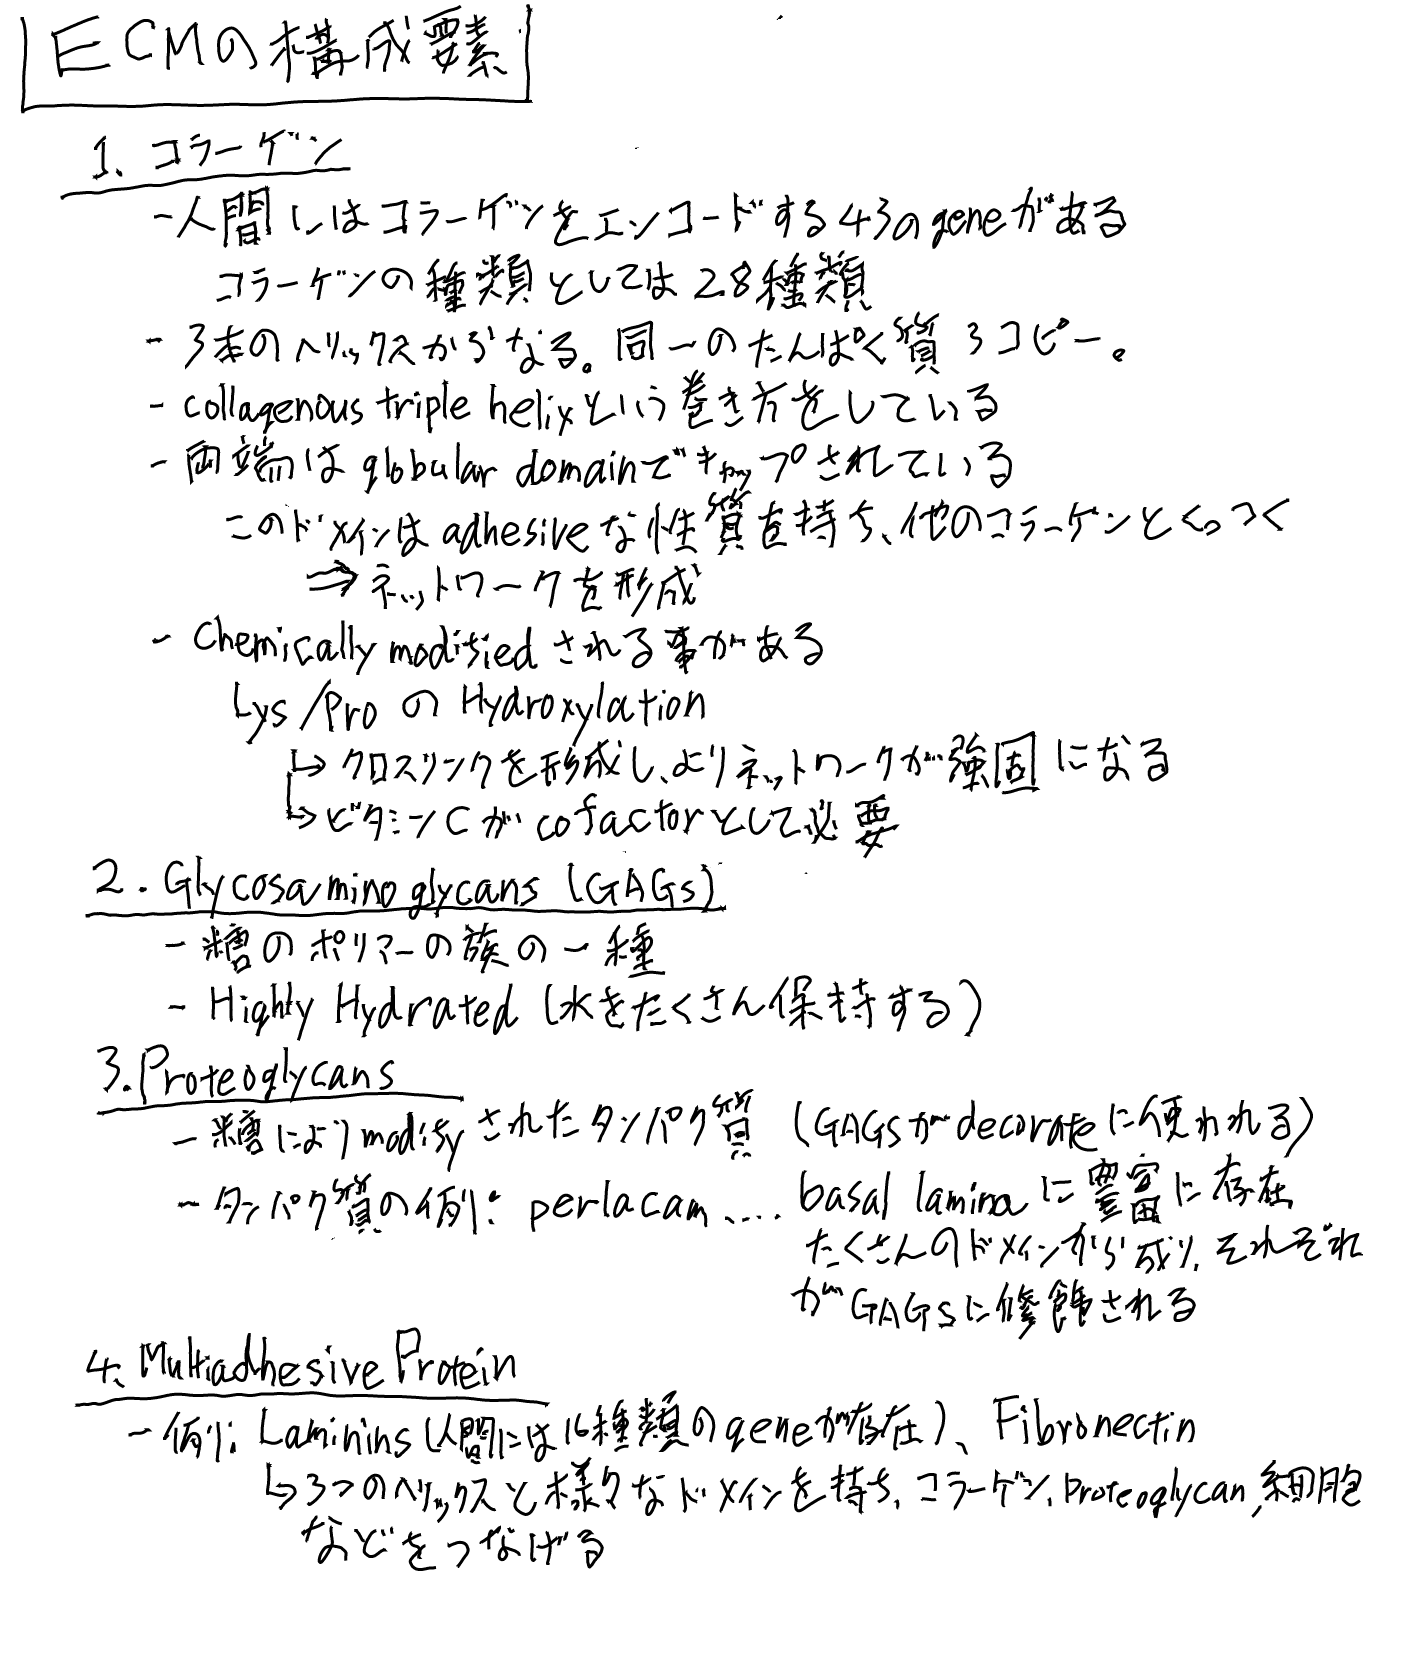 ECMの構成要素
1. コラーゲン
- 人間にはコラーゲンをエンコードする43のgeneがある
コラーゲンの種類としては28種類
- 3本のヘリックスからなる。同一のたんぱく質3コピー。
- collagenous triple helixという巻き方をしている
- 両端はglobular domainでキャップされている
このドメインはadhesiveな性質を持ち、他のコラーゲンとくっつく
⇒ネットワークを形成
- Chemically modifiedされる事がある
Lys/ProのHydroxylation
↳クロスリンクを形成し、よりネットワークが強固になる
↳ビタミンCがcofactorとして必要
2. Glycosaminoglycans (GAGs)
- 糖のポリマーの族の一種
- Highly Hydrated (水をたくさん保持する)
3. Proteoglycans
- 糖によりmodifyされたタンパク質 (GAGsがdecorateに使われる)
- タンパク質の例: perlacam .... basal laminaに豊富に存在
たくさんのドメインから成り、それぞれ
がGAGsに修飾される
4. Multiadhesive Protein
- 例: Laminins (人間には16種類のgeneが存在)、Fibronectin
↳3つのヘリックスと様々なドメインを持ち、コラーゲン、Proteoglycan、細胞
などをつなげる